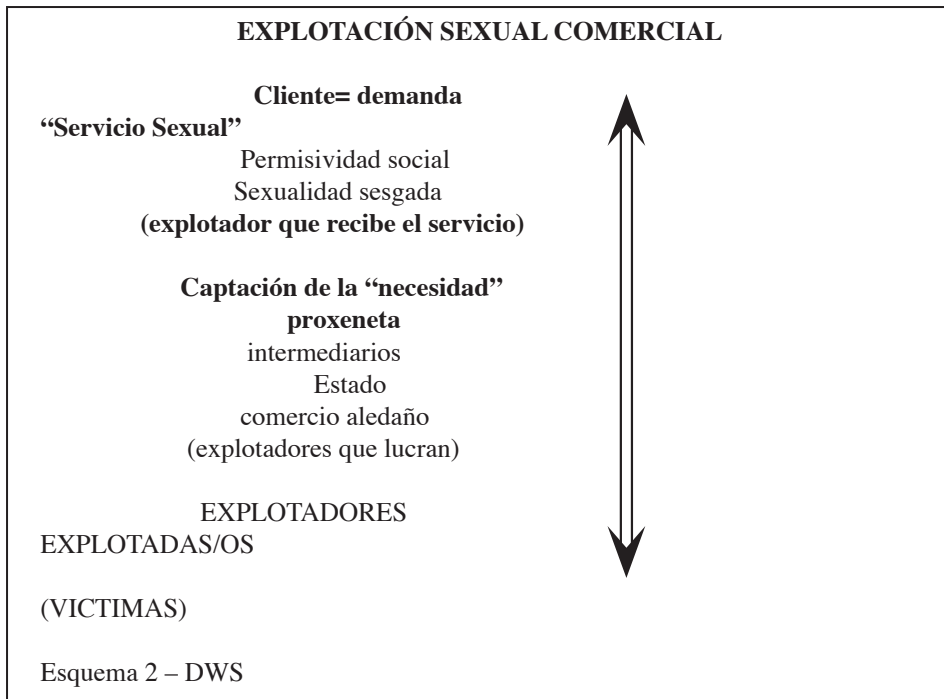 EXPLOTACIÓN SEXUAL COMERCIAL
Cliente= demanda
“Servicio Sexual”
Permisividad social
Sexualidad sesgada
(explotador que recibe el servicio)
Captación de la “necesidad”
proxeneta
intermediarios
Estado
comercio aledaño
(explotadores que lucran)
EXPLOTADORES
EXPLOTADAS/OS
(VICTIMAS)
Esquema 2 – DWS